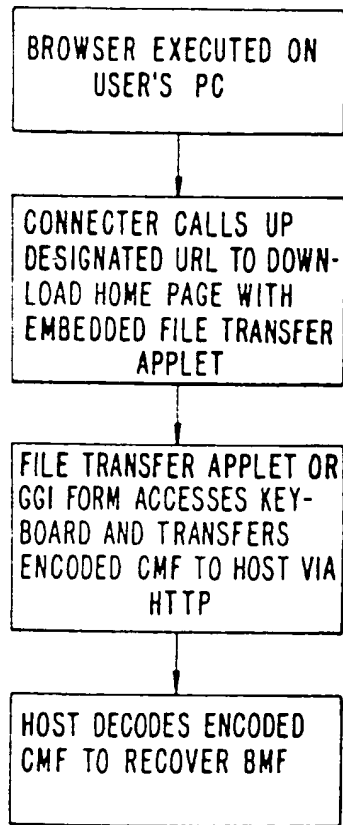 BROWSER EXECUTED ON
USER'S PC
CONNECTER CALLS UP
DESIGNATED URL TO DOWN-
LOAD HOME PAGE WITH
EMBEDDED FILE TRANSFER
APPLET
FILE TRANSFER APPLET OR
GGI FORM ACCESSES KEY-
BOARD AND TRANSFERS
ENCODED CMF TO HOST VIA
HTTP
HOST DECODES ENCODED
CMF TO RECOVER BMF